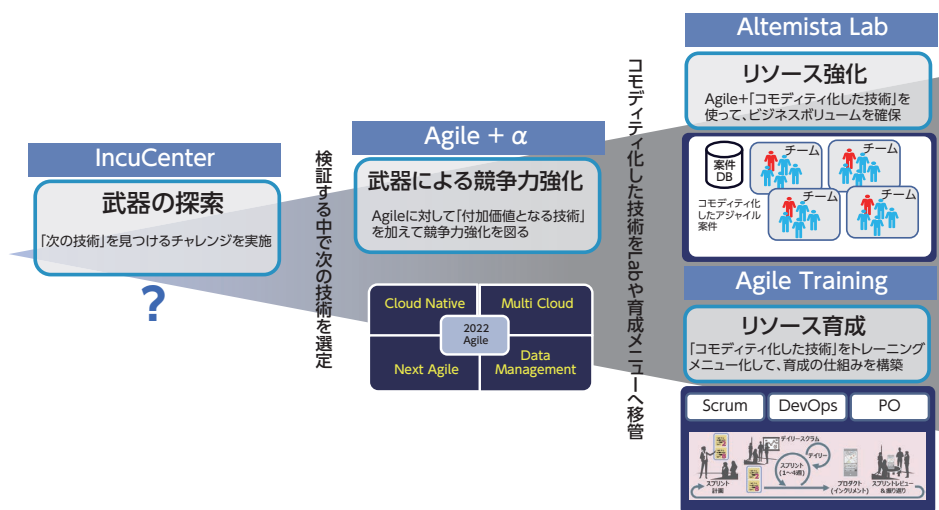 IncuCenter
武器の探索
「次の技術」を見つけるチャレンジを実施
?
検証する中で次の技術を選定
Agile + α
武器による競争力強化
Agileに対して「付加価値となる技術」
を加えて競争力強化を図る
Cloud Native
Multi Cloud
2022
Agile
Next Agile
Data
Management
コモディティ化した技術をLabや育成メニューへ移管
Altemista Lab
リソース強化
Agile+「コモディティ化した技術」を
使って、ビジネスボリュームを確保
案件
DB
コモディティ化
したアジャイル
案件
チーム
チーム
チーム
チーム
Agile Training
リソース育成
「コモディティ化した技術」をトレーニング
メニュー化して、育成の仕組みを構築
Scrum
DevOps
PO
デイリースクラム
デイリー
スプリント
(1~4週)
スプリント
計画
プロダクト
(インクリメント)
スプリントレビュー
&振り返り